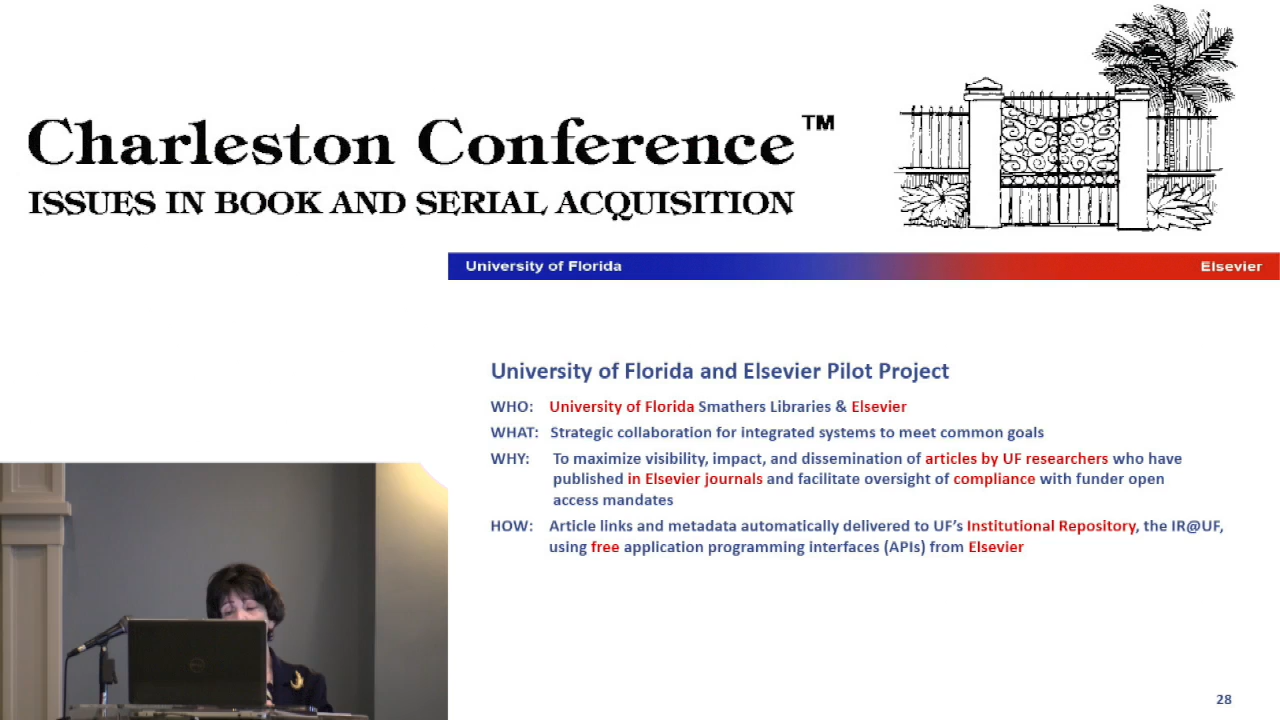 Charleston Conference™
ISSUES IN BOOK AND SERIAL ACQUISITION
University of Florida Elsevier
University of Florida and Elsevier Pilot Project
WHO: University of Florida Smathers Libraries & Elsevier
WHAT: Strategic collaboration for integrated systems to meet common goals
WHY: To maximize visibility, impact, and dissemination of articles by UF researchers who have
published in Elsevier journals and facilitate oversight of compliance with funder open
access mandates
HOW: Article links and metadata automatically delivered to UF's Institutional Repository, the IR@UF,
using free application programming interfaces (APIs) from Elsevier
28